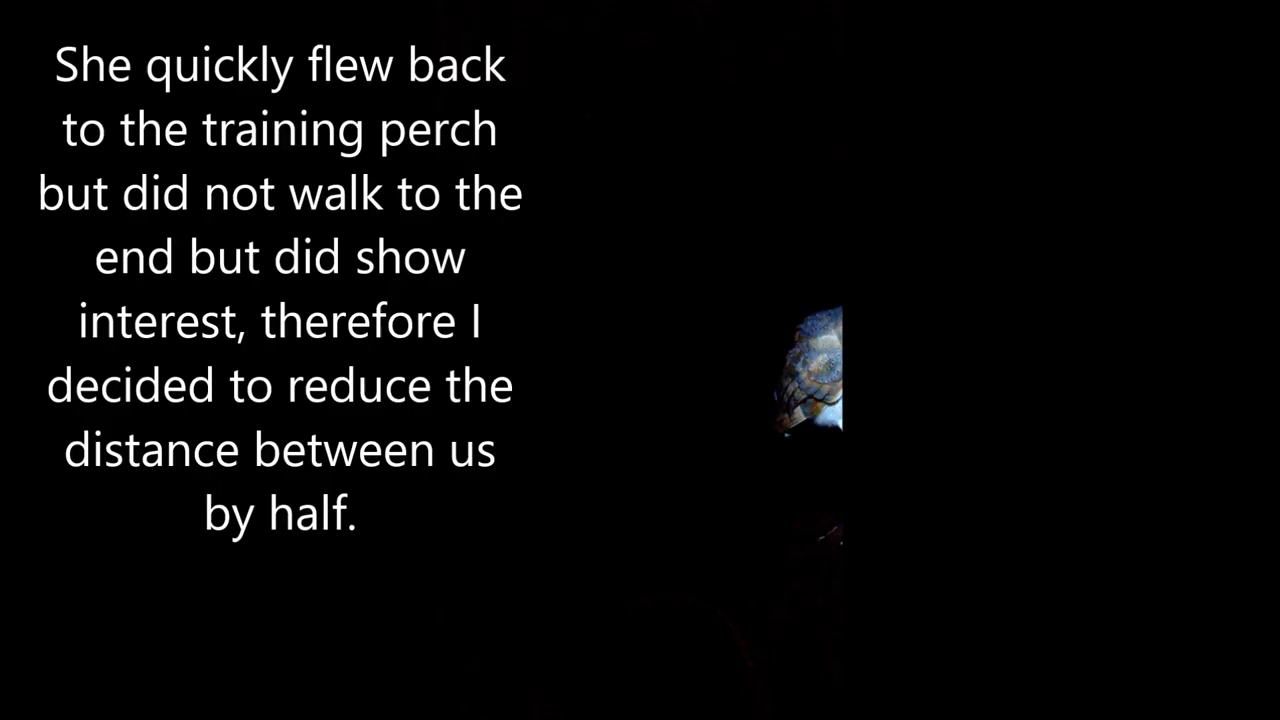 She quickly flew back
to the training perch
but did not walk to the
end but did show
interest, therefore I
decided to reduce the
distance between us
by half.